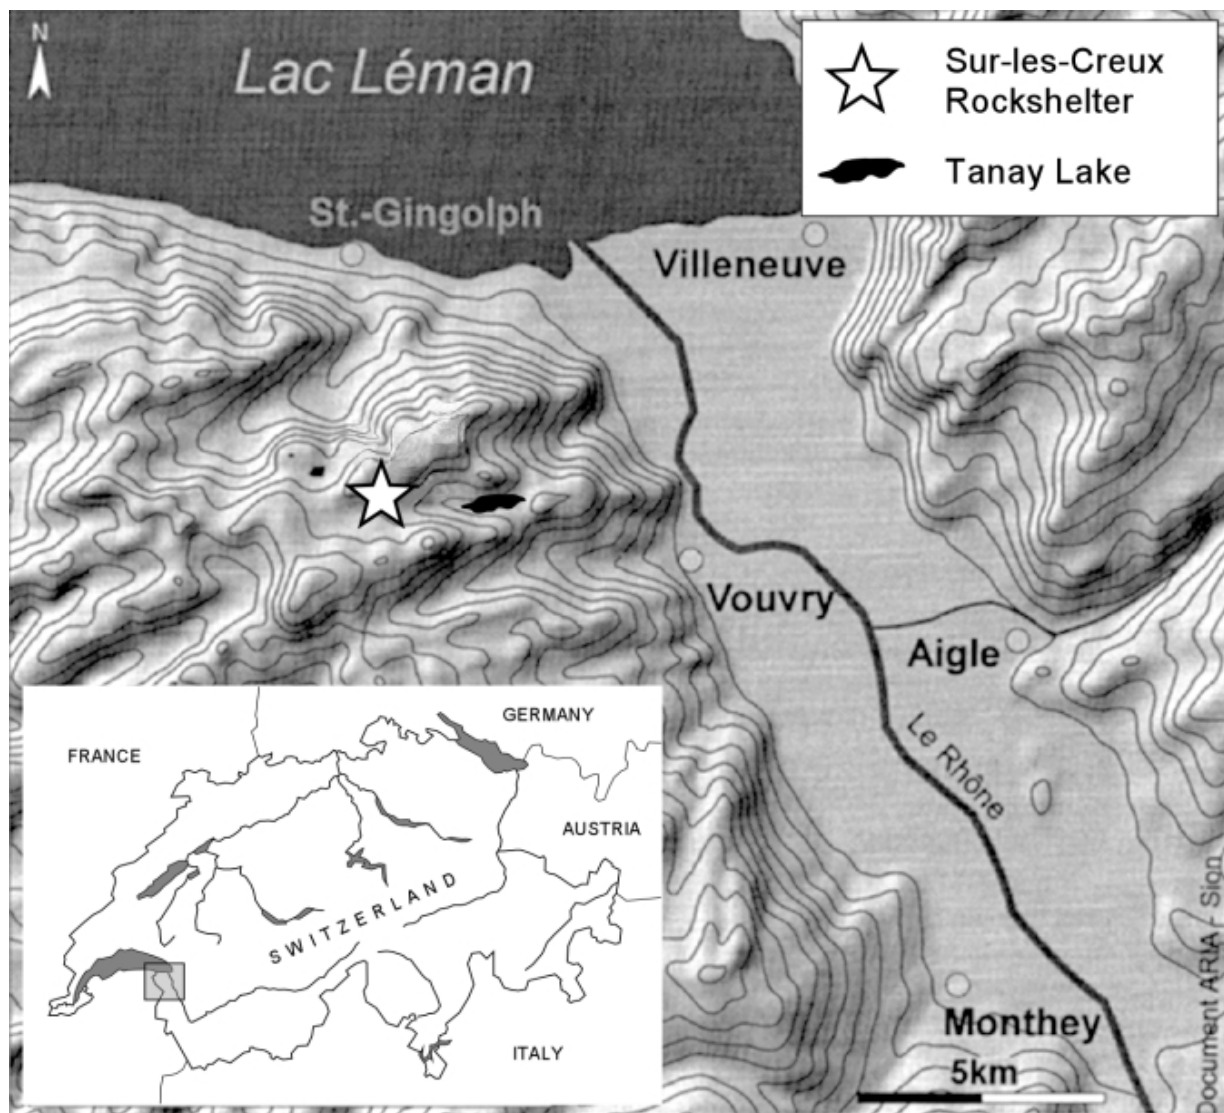 N
Lac Léman
Sur-les-Creux
Rockshelter
Tanay Lake
St.-Gingolph
Villeneuve
Vouvry
Aigle
Le Rhône
GERMANY
FRANCE
AUSTRIA
SWITZERLAND
ITALY
Monthey
5km
Document ARIA - Sion